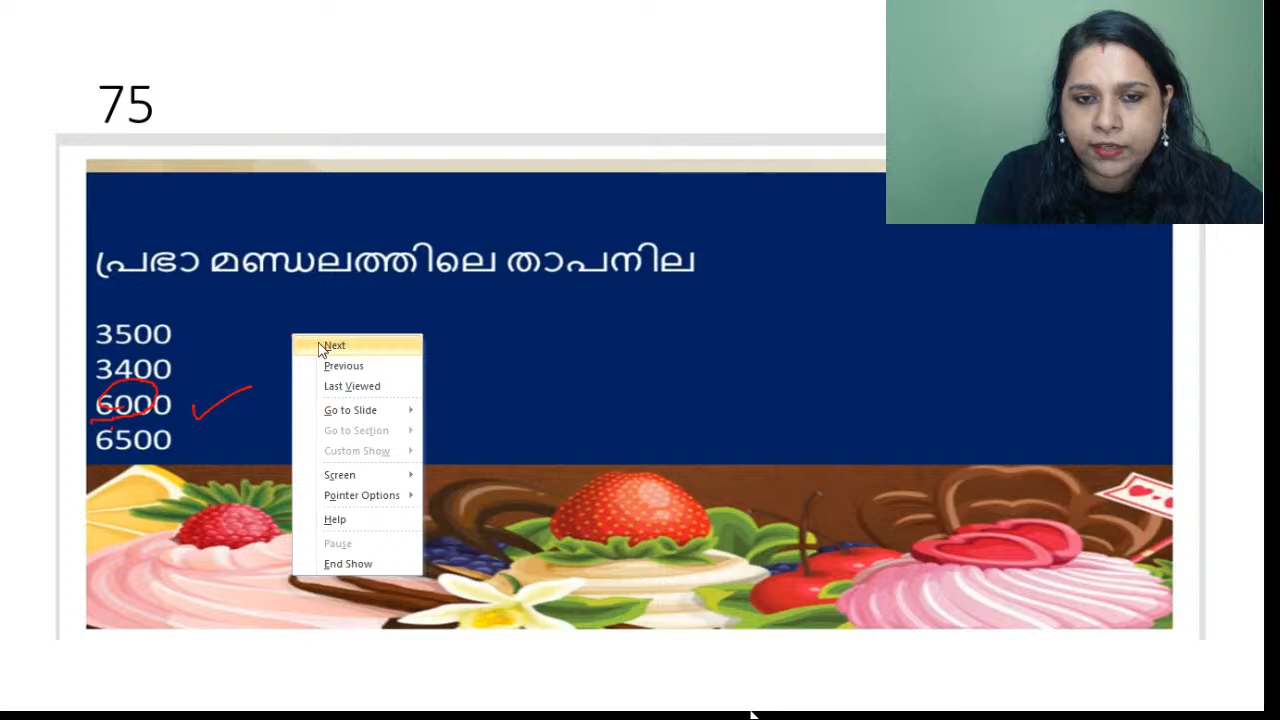 75
പ്രഭാ മണ്ഡലത്തിലെ താപനില
3500
3400
6000
6500
Next
Previous
Last Viewed
Go to Slide
Go to Section
Custom Show
Screen
Pointer Options
Help
Pause
End Show